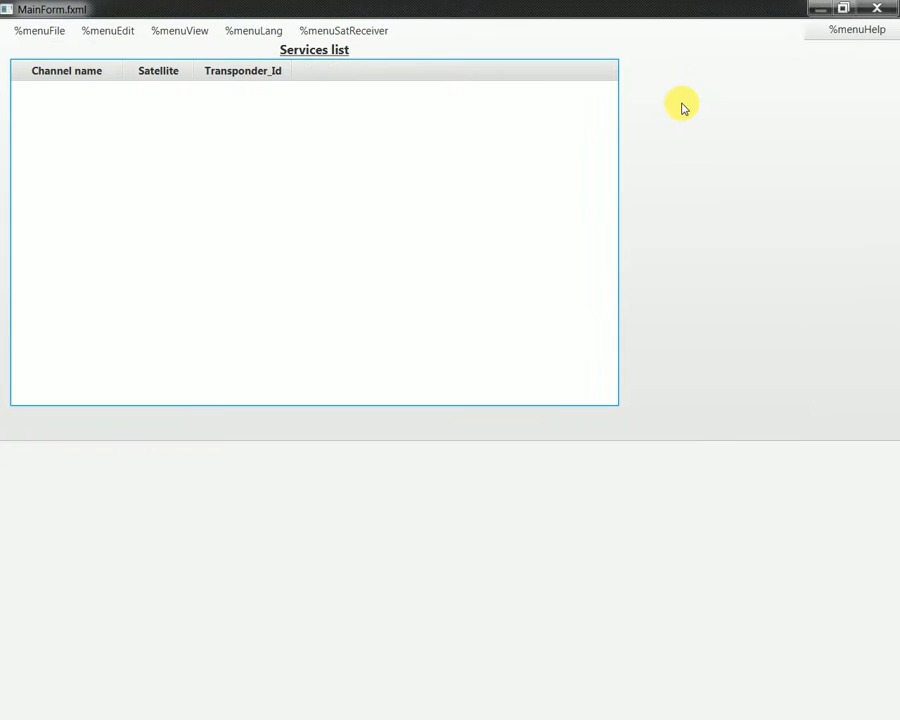 MainForm.fxml
%menuFile %menuEdit %menuView %menuLang %menuSatReceiver %menuHelp
Services list
Channel name Satellite Transponder_Id